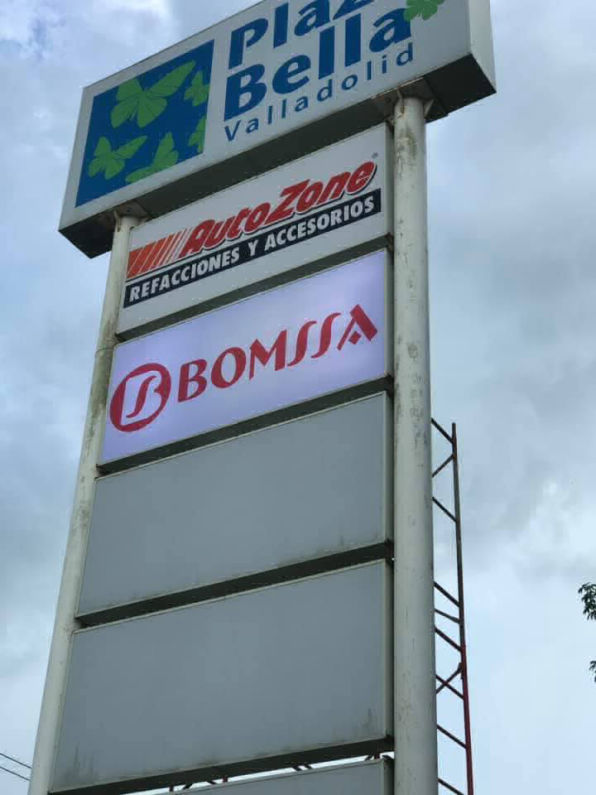 Plaza
Bella
Valladolid
AutoZone
REFACCIONES Y ACCESORIOS
BOMSSA